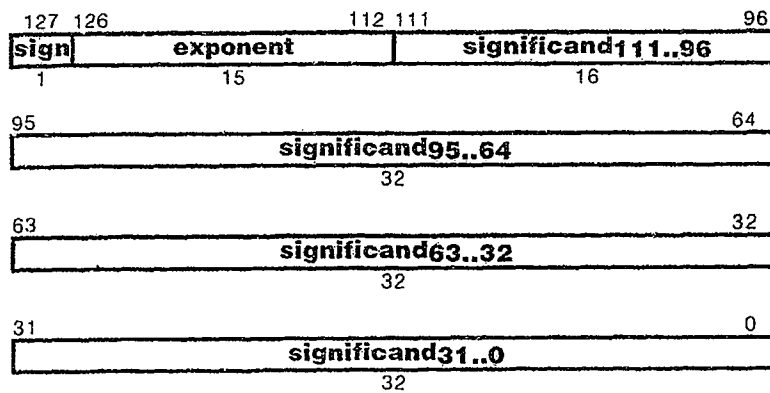 127 126 112 111 96
sign exponent significand111..96
1 15 16
95 64
significand95..64
32
63 32
significand63..32
32
31 0
significand31..0
32